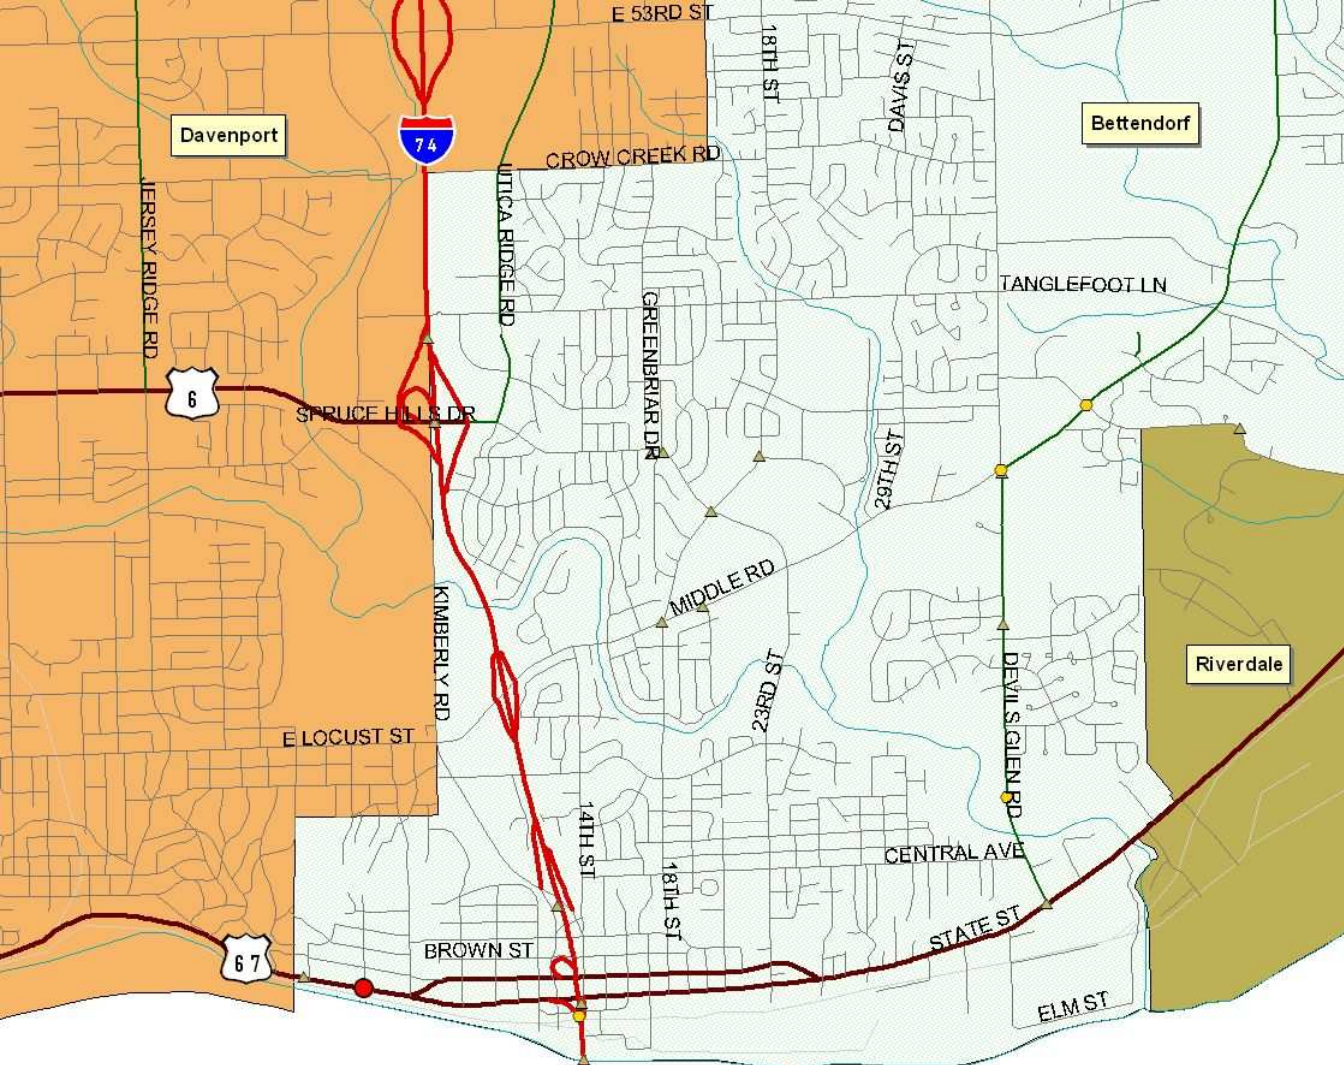 E 53RD ST
18TH ST
DAVIS ST
Davenport
74
Bettendorf
CROW CREEK RD
JERSEY RIDGE RD
UTICA RIDGE RD
TANGLEFOOT LN
GREENBRIAR DR
6
SPRUCE HILLS DR
29TH ST
MIDDLE RD
KIMBERLY RD
23RD ST
DEVILS GLEN RD
Riverdale
E LOCUST ST
14TH ST
CENTRAL AVE
18TH ST
STATE ST
BROWN ST
67
ELM ST